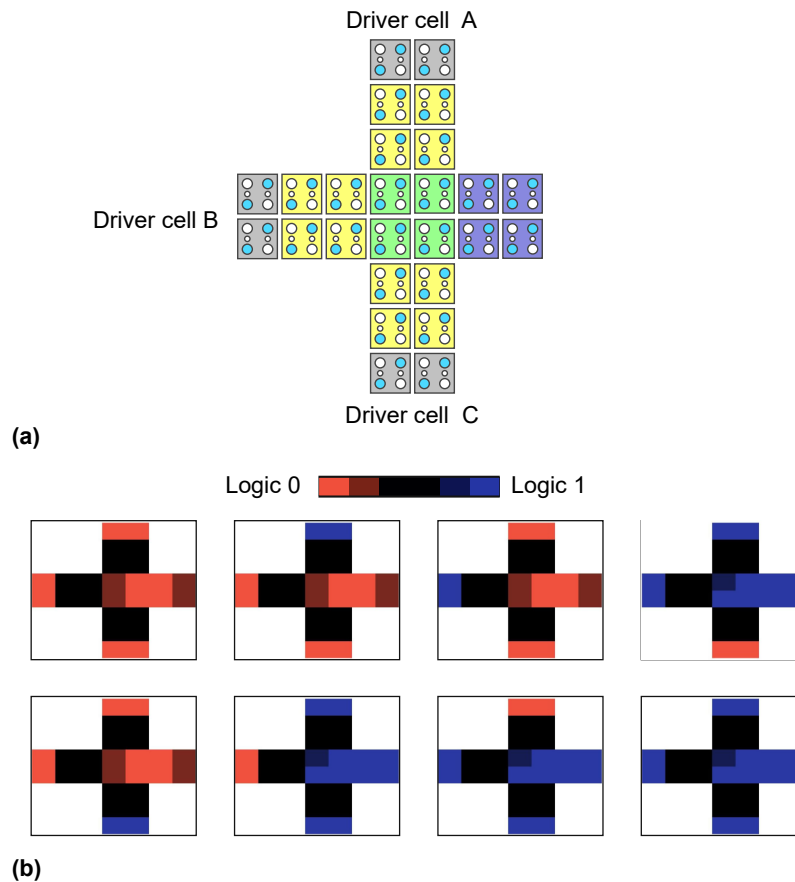 Driver cell A
Driver cell B
Driver cell C
(a)
Logic 0 Logic 1
(b)